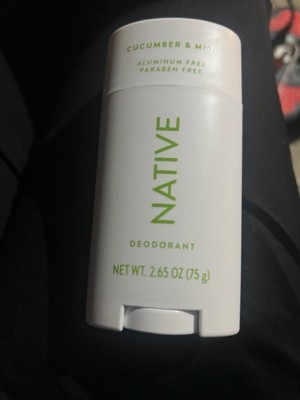 CUCUMBER & MINT
ALUMINUM FREE
PARABEN FREE
NATIVE
DEODORANT
NET WT. 2.65 OZ (75 g)